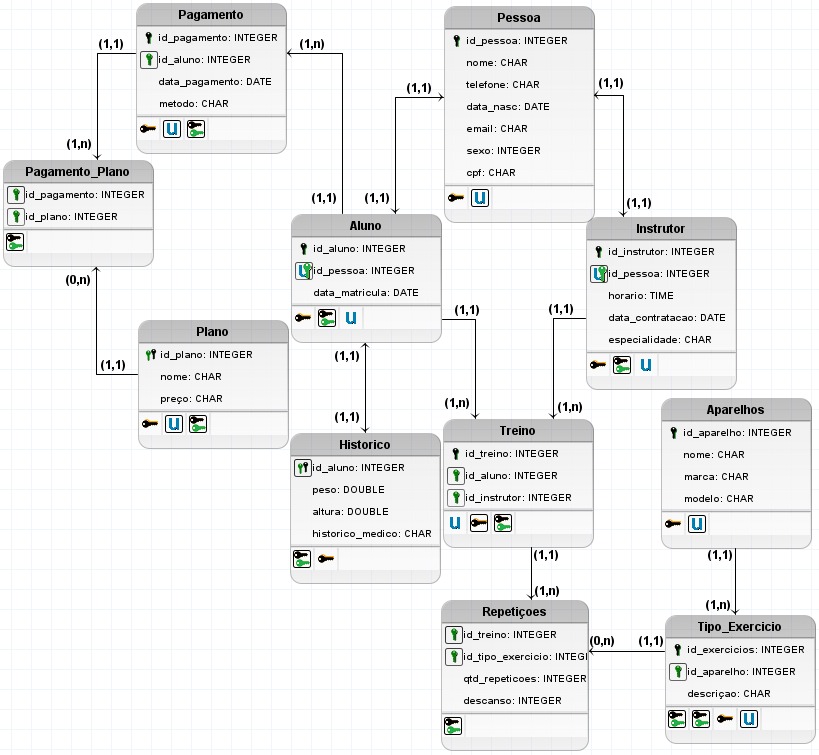 Pagamento
id_pagamento: INTEGER
id_aluno: INTEGER
data_pagamento: DATE
metodo: CHAR
u
(1,1)
(1,n)
(1,n)
(1,1)
Pessoa
id_pessoa: INTEGER
nome: CHAR
telefone: CHAR
data_nasc: DATE
email: CHAR
sexo: INTEGER
cpf: CHAR
u
(1,1)
(1,1)
(1,1)
(1,1)
Pagamento_Plano
id_pagamento: INTEGER
id_plano: INTEGER
(0,n)
(1,1)
Aluno
id_aluno: INTEGER
id_pessoa: INTEGER
data_matricula: DATE
u
(1,1)
(1,1)
(1,1)
(1,n)
Instrutor
id_instrutor: INTEGER
id_pessoa: INTEGER
horario: TIME
data_contratacao: DATE
especialidade: CHAR
u
(1,1)
(1,n)
Plano
id_plano: INTEGER
nome: CHAR
preço: CHAR
u
Historico
id_aluno: INTEGER
peso: DOUBLE
altura: DOUBLE
historico_medico: CHAR
Treino
id_treino: INTEGER
id_aluno: INTEGER
id_instrutor: INTEGER
u
(1,1)
(1,n)
Aparelhos
id_aparelho: INTEGER
nome: CHAR
marca: CHAR
modelo: CHAR
u
(1,1)
(1,n)
Repetiçoes
id_treino: INTEGER
id_tipo_exercicio: INTEGI
qtd_repeticoes: INTEGER
descanso: INTEGER
(0,n)
(1,1)
Tipo_Exercicio
id_exercicios: INTEGER
id_aparelho: INTEGER
descriçao: CHAR
u